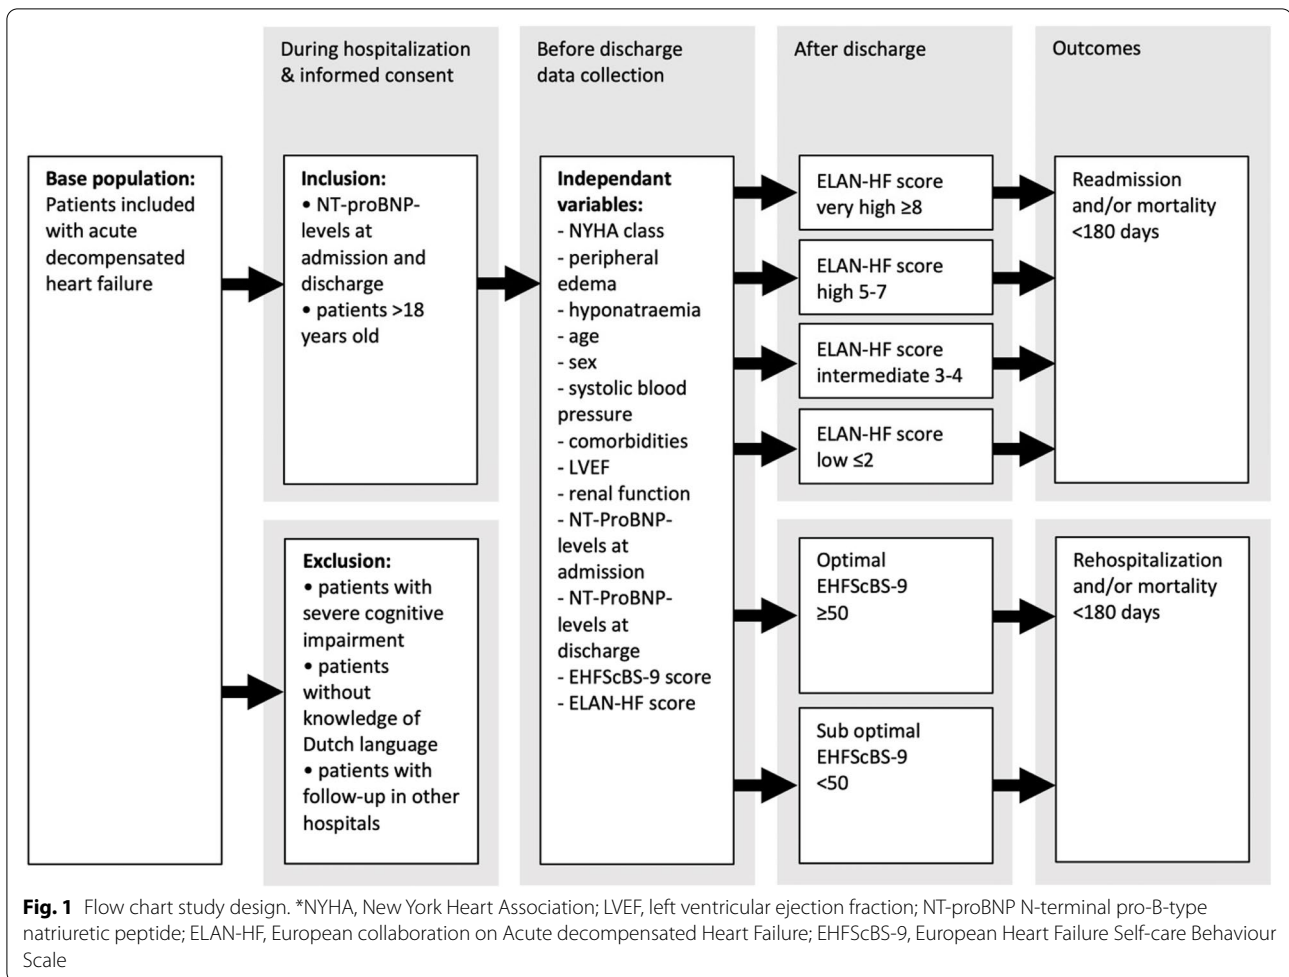 During hospitalization
& informed consent
Before discharge
data collection
After discharge
Outcomes
Base population:
Patients included
with acute
decompensated
heart failure
Inclusion:
• NT-proBNP-
levels at
admission and
discharge
• patients >18
years old
Exclusion:
• patients with
severe cognitive
impairment
• patients
without
knowledge of
Dutch language
• patients with
follow-up in other
hospitals
Independant
variables:
- NYHA class
- peripheral
edema
- hyponatraemia
- age
- sex
- systolic blood
pressure
- comorbidities
- LVEF
- renal function
- NT-ProBNP-
levels at
admission
- NT-ProBNP-
levels at
discharge
- EHFScBS-9 score
- ELAN-HF score
ELAN-HF score
very high ≥8
ELAN-HF score
high 5-7
ELAN-HF score
intermediate 3-4
ELAN-HF score
low ≤2
Optimal
EHFScBS-9
≥50
Sub optimal
EHFScBS-9
<50
Readmission
and/or mortality
<180 days
Rehospitalization
and/or mortality
<180 days
Fig. 1 Flow chart study design. *NYHA, New York Heart Association; LVEF, left ventricular ejection fraction; NT-proBNP N-terminal pro-B-type
natriuretic peptide; ELAN-HF, European collaboration on Acute decompensated Heart Failure; EHFScBS-9, European Heart Failure Self-care Behaviour
Scale